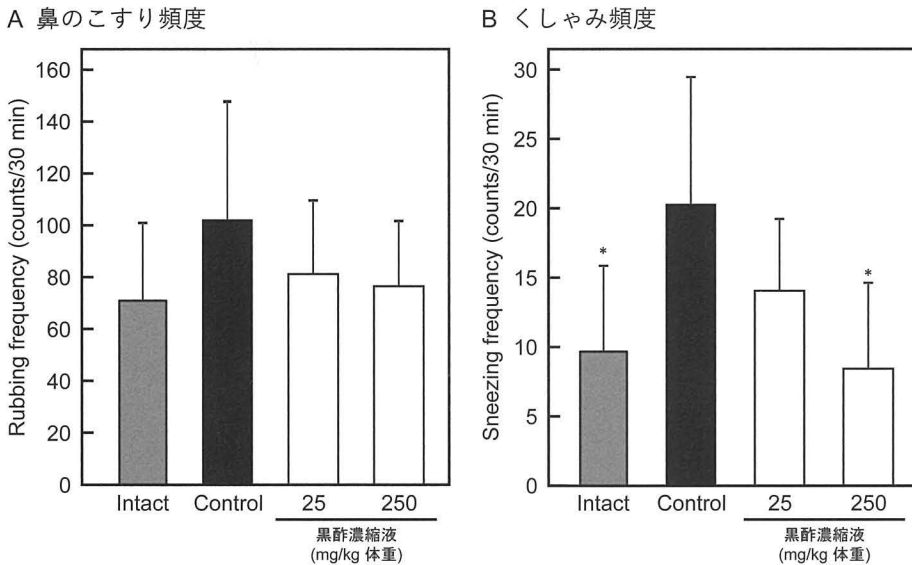 A 鼻のこすり頻度
Rubbing frequency (counts/30 min)
160
140
120
100
80
60
40
20
0
Intact
Control
25
250
黒酢濃縮液
(mg/kg 体重)
B くしゃみ頻度
Sneezing frequency (counts/30 min)
30
25
20
15
10
5
0
*
*
Intact
Control
25
250
黒酢濃縮液
(mg/kg 体重)